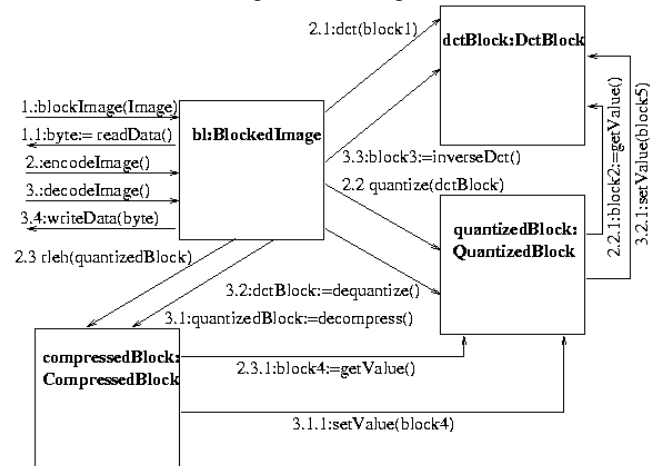 2.1:dct(block1)
dctBlock:DctBlock
1.:blockImage(Image)
1.1:byte:= readData()
bl:BlockedImage
2.:encodeImage()
3.:decodeImage()
3.4:writeData(byte)
3.3:block3:=inverseDct()
2.2 quantize(dctBlock)
2.2.1:block2:=getValue()
3.2.1:setValue(block5)
quantizedBlock:
QuantizedBlock
2.3 rleh(quantizedBlock)
3.2:dctBlock:=dequantize()
3.1:quantizedBlock:=decompress()
compressedBlock:
CompressedBlock
2.3.1:block4:=getValue()
3.1.1:setValue(block4)